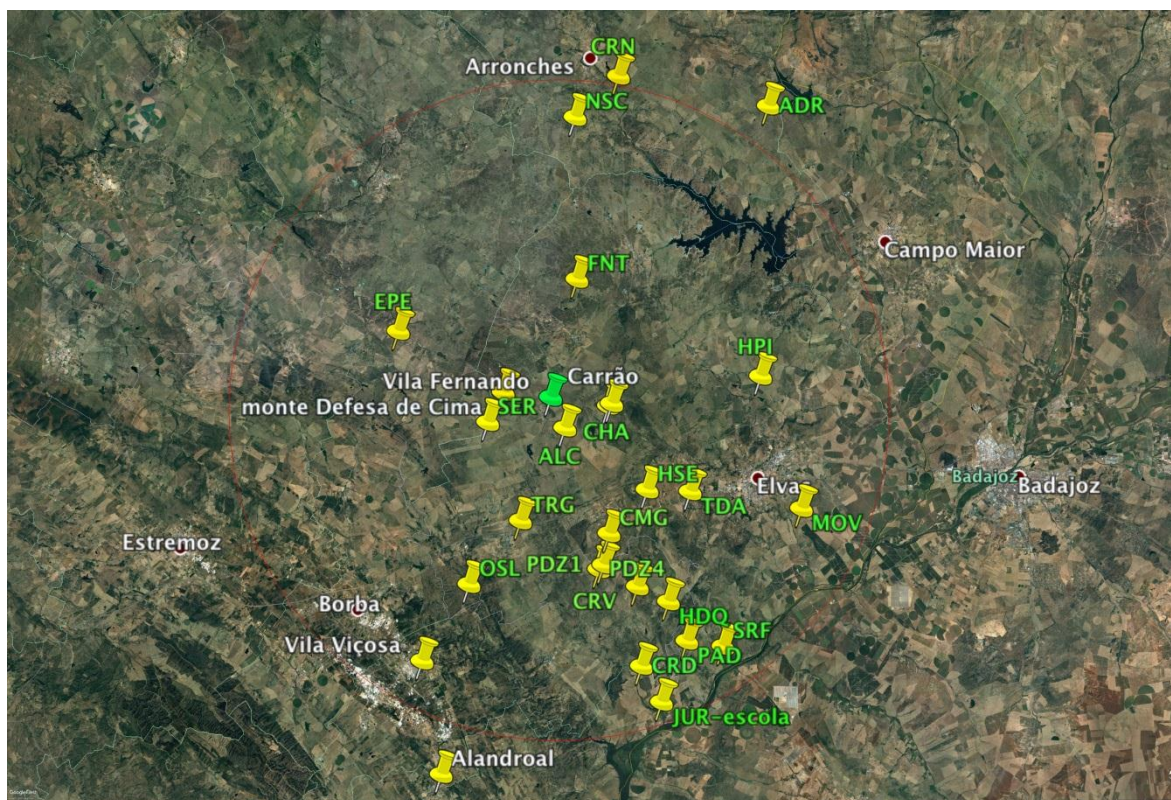 CRN
Arronches
NSC
ADR
Campo Maior
FNT
EPE
HPI
Vila Fernando
Carrão
monte Defesa de Cima
SER
CHA
ALC
HSE
Elvas
Badajoz
Badajoz
TRG
TDA
CMG
MOV
Estremoz
OSL
PDZ1
PDZ4
Borba
CRV
HDQ
SRF
Vila Viçosa
CRD
PAD
JUR-escola
Alandroal